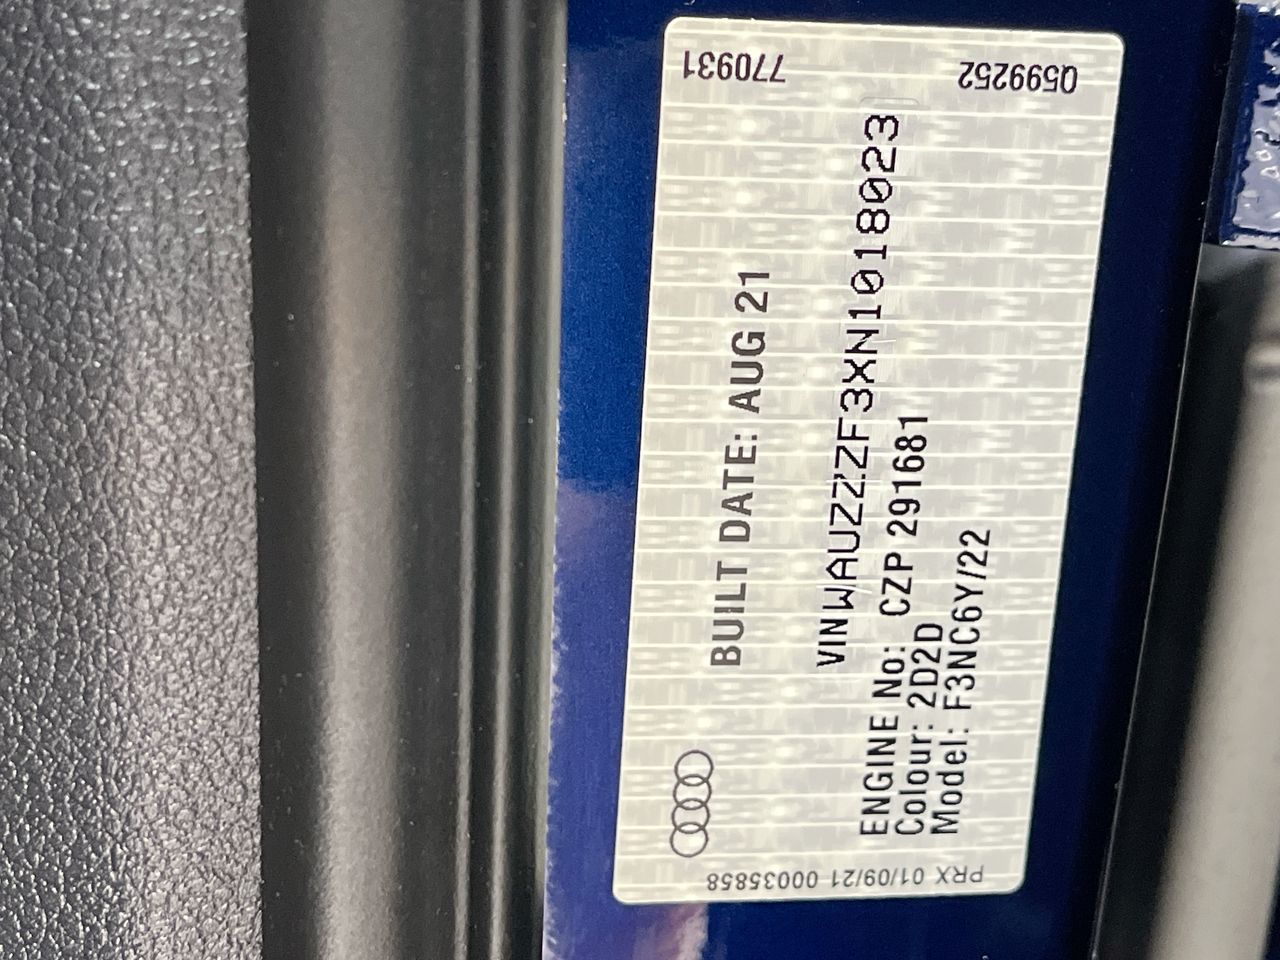 BUILT DATE: AUG 21
VIN WAUZZZF3XN1018023
ENGINE No: CZP 291681
Colour: 2D2D
Model: F3NC6Y/22
PRX 01/09/21 00035858
770931
Q599252